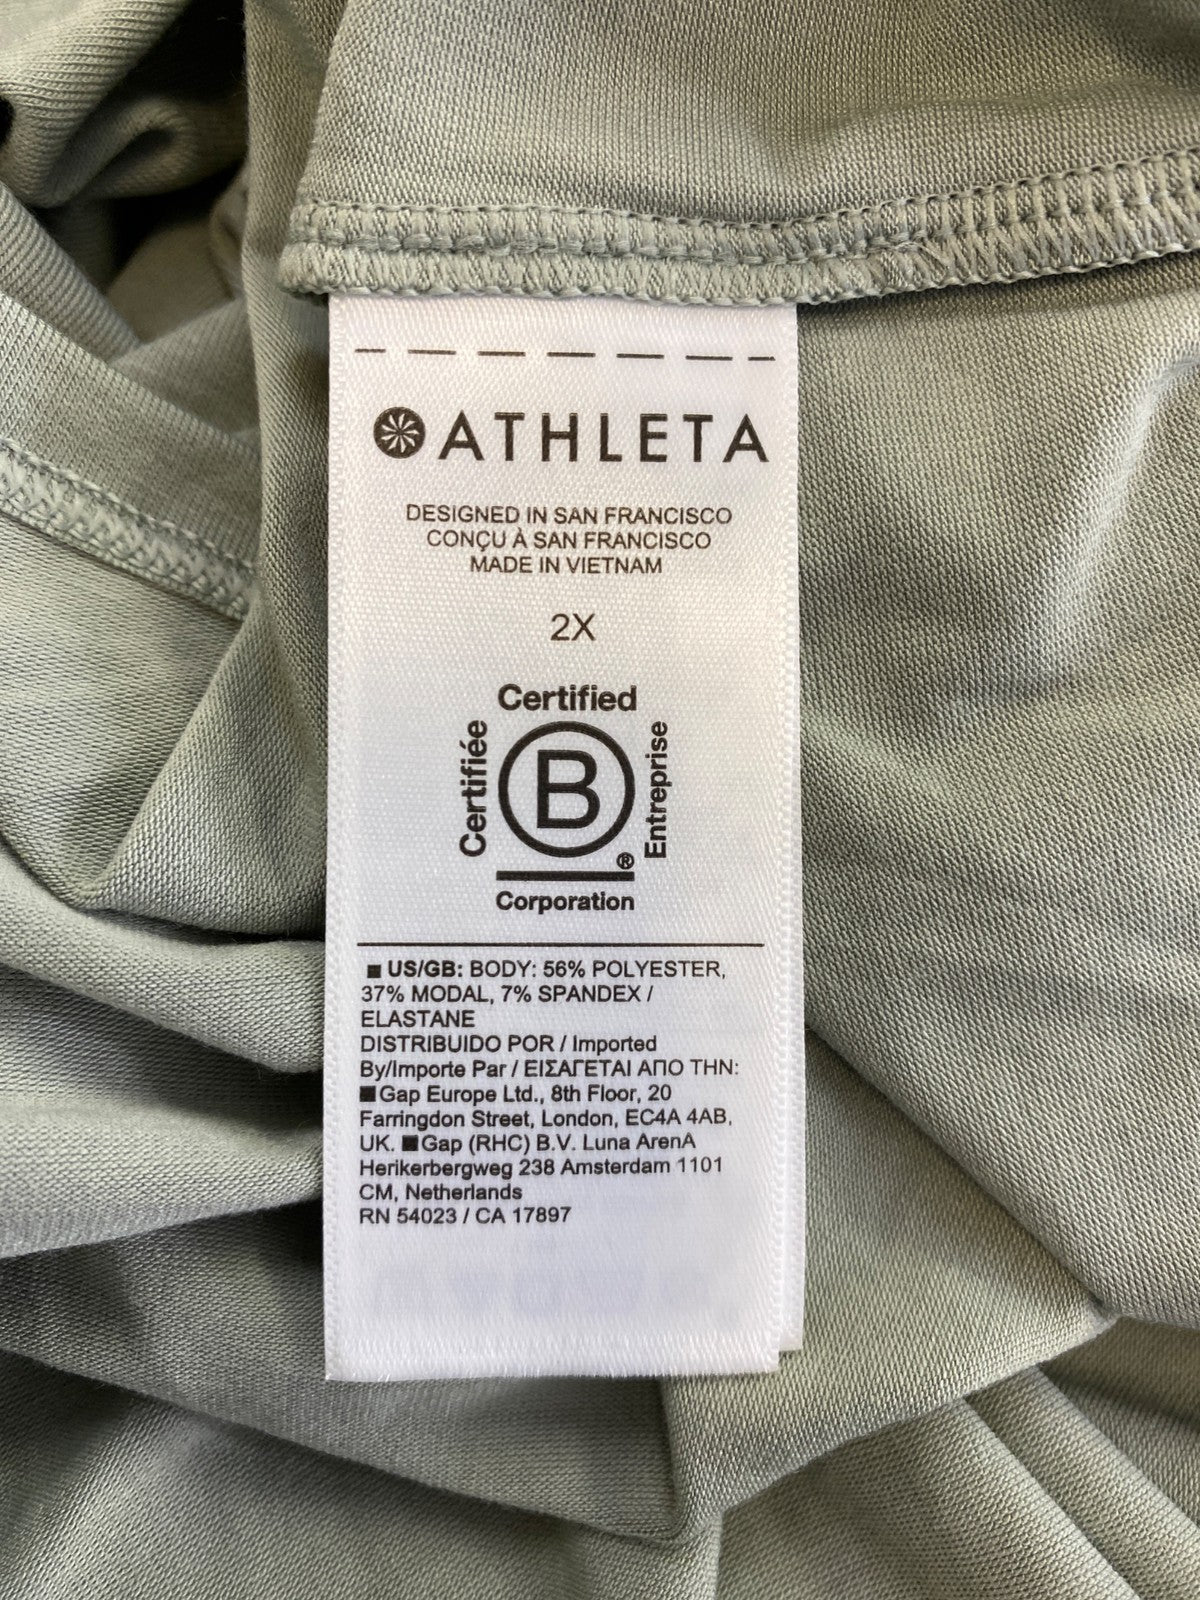 ATHLETA
DESIGNED IN SAN FRANCISCO
CONÇU À SAN FRANCISCO
MADE IN VIETNAM
2X
Certified
Certifiée
B
Entreprise
®
Corporation
■ US/GB: BODY: 56% POLYESTER,
37% MODAL, 7% SPANDEX /
ELASTANE
DISTRIBUIDO POR / Imported
By/Importe Par / ΕΙΣΑΓΕΤΑΙ ΑΠΟ ΤΗΝ:
■Gap Europe Ltd., 8th Floor, 20
Farringdon Street, London, EC4A 4AB,
UK. ■Gap (RHC) B.V. Luna ArenA
Herikerbergweg 238 Amsterdam 1101
CM, Netherlands
RN 54023 / CA 17897